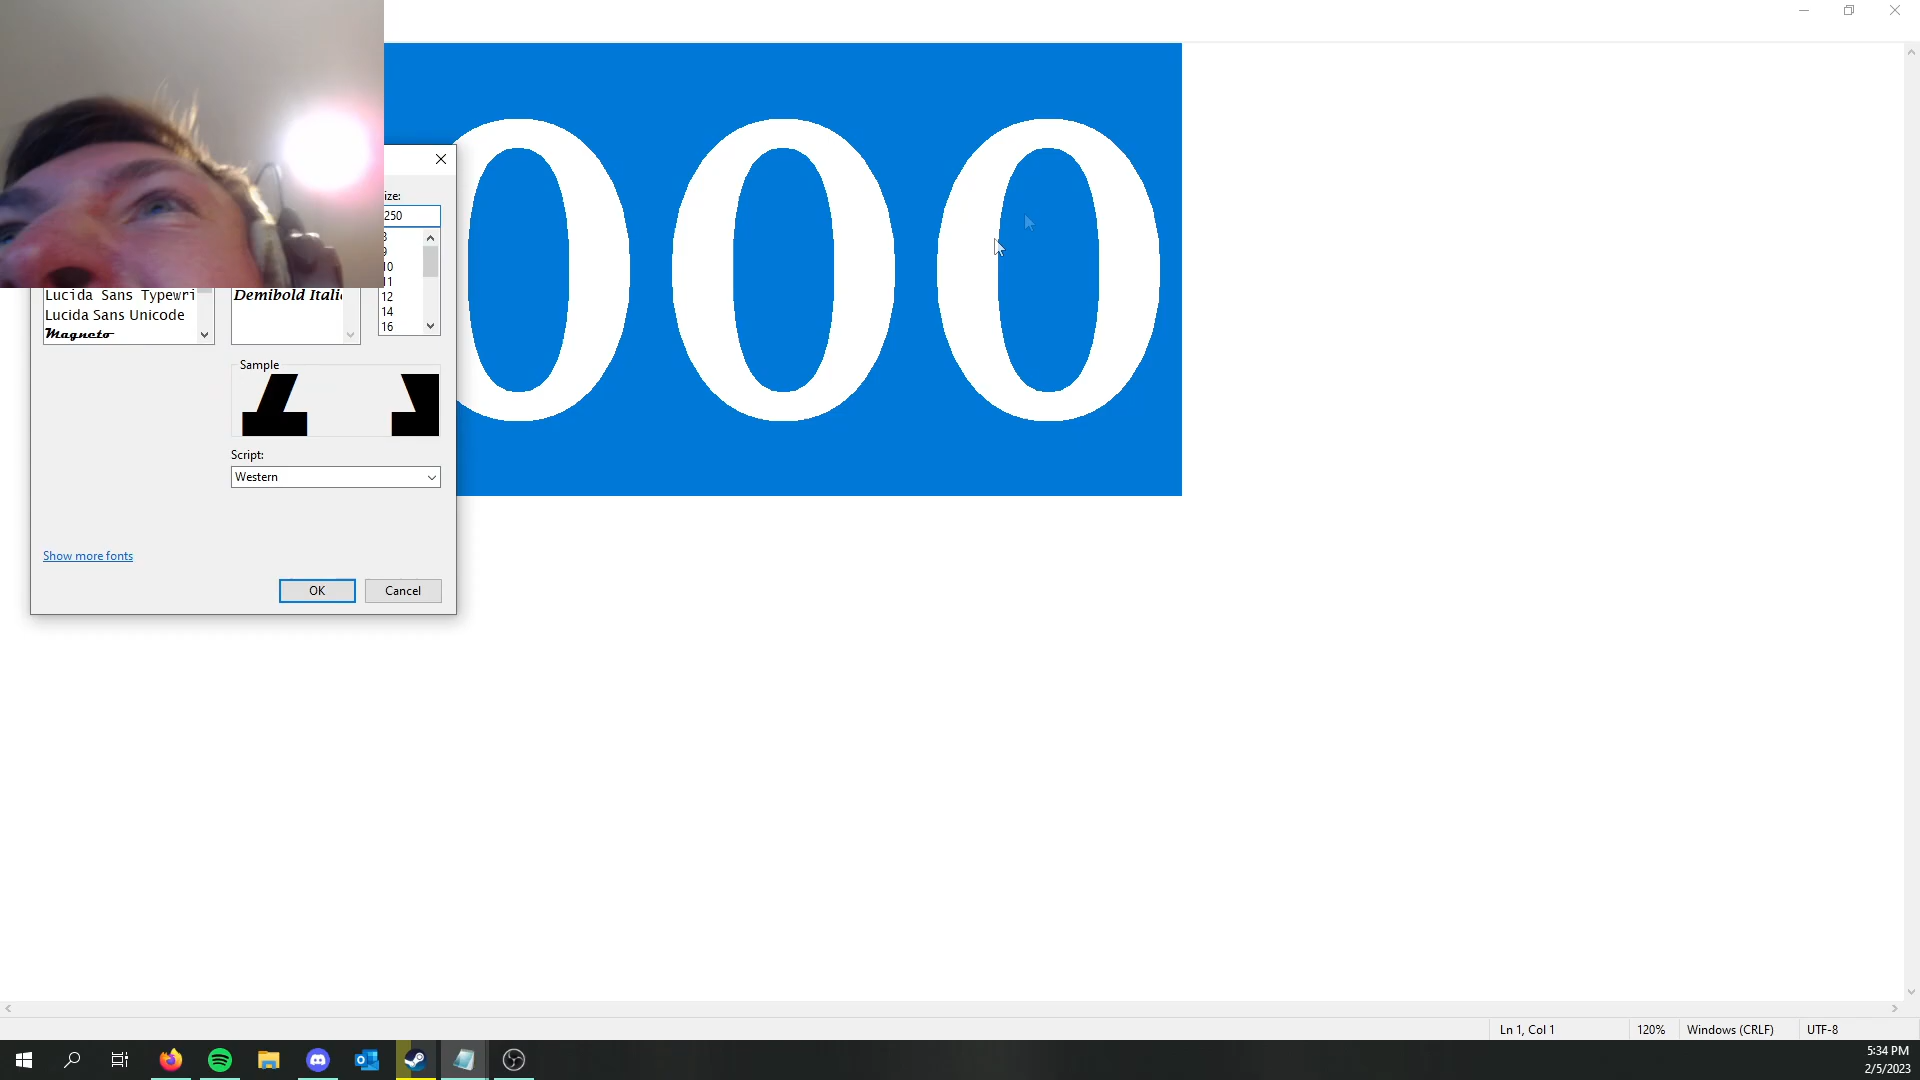 000
ize:
250
9
10
11
12
14
16
Lucida Sans Typewri
Lucida Sans Unicode
Magneto
Demibold Itali
Sample
Script:
Western
Show more fonts
OK
Cancel
Ln 1, Col 1
120%
Windows (CRLF)
UTF-8
5:34 PM
2/5/2023